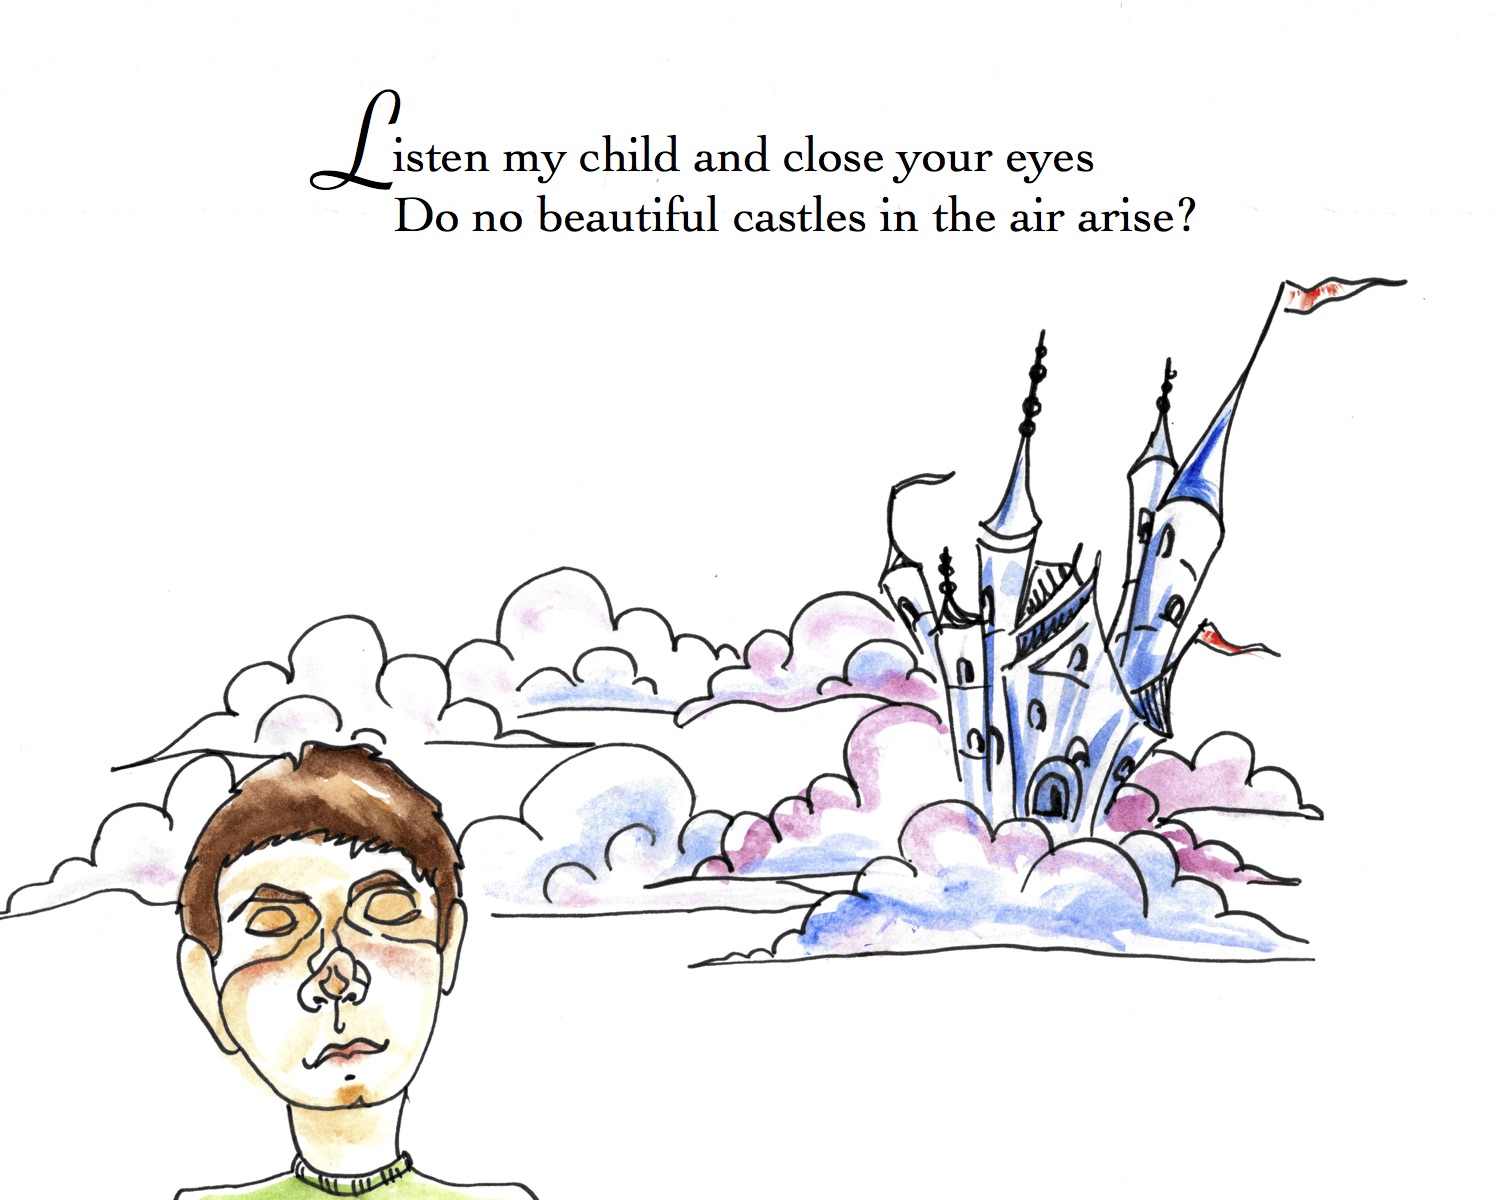 Listen my child and close your eyes
Do no beautiful castles in the air arise?